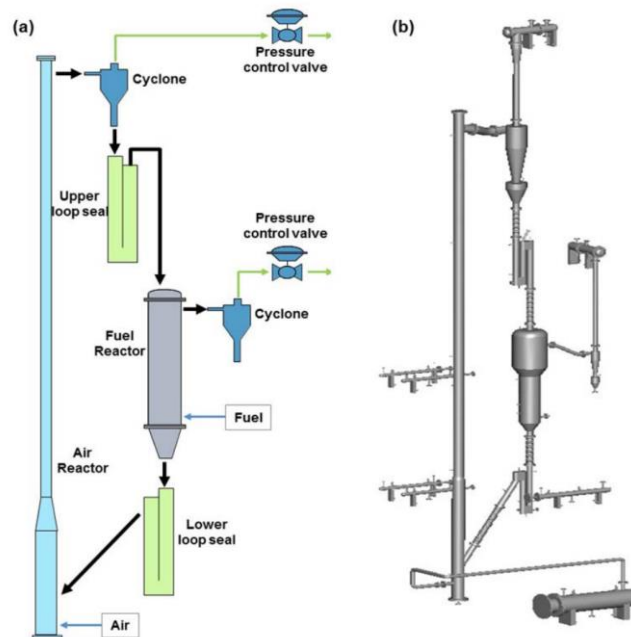 (a)
Pressure
control valve
Cyclone
Upper
loop seal
Pressure
control valve
Cyclone
Fuel
Reactor
Fuel
Air
Reactor
Lower
loop seal
Air
(b)